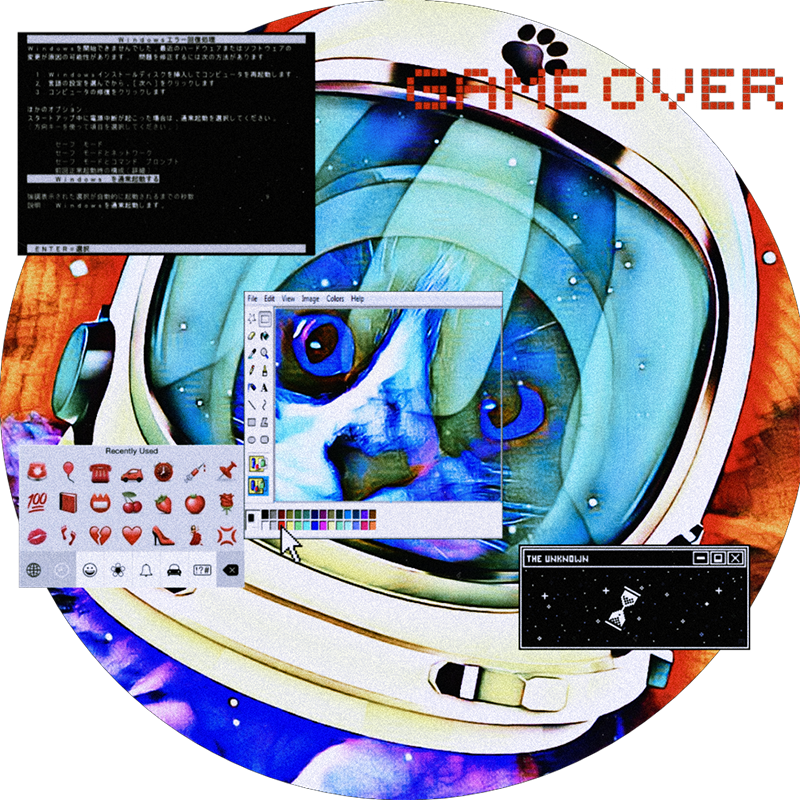 Windowsエラー回復処理
Windowsを開始できませんでした。最近のハードウェアまたはソフトウェアの
変更が原因の可能性があります。 問題を修正するには次の方法があります
1. Windowsインストールディスクを挿入してコンピュータを再起動します.
2. 言語の設定を選んでから、[次へ]をクリックします
3. コンピュータの修復をクリックします
ほかのオプション
スタートアップ中に電源中断が起こった場合は、通常起動を選択してください.
(方向キーを使って項目を選択してください:)
セーフ モード
セーフ モードとネットワーク
セーフ モードとコマンド プロンプト
前回正常起動時の構成(詳細)
Windows を通常起動する
強調表示された選択が自動的に起動されるまでの秒数
説明: Windowsを通常起動します.
ENTER=選択
GAME OVER
File Edit View Image Colors Help
A
Recently Used
100
!?#
THE UNKNOWN